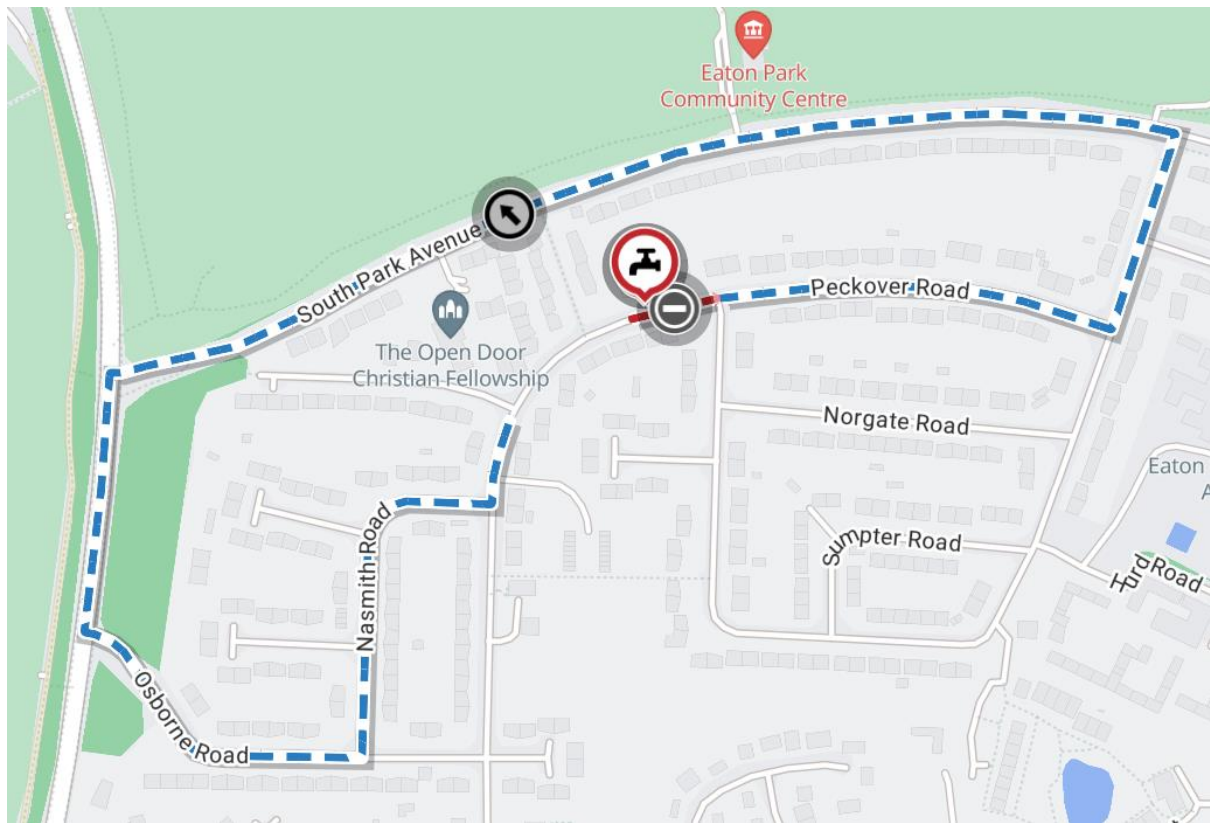 Eaton Park
Community Centre
South Park Avenue
Peckover Road
The Open Door
Christian Fellowship
Norgate Road
Eaton
A
Sumpter Road
Nasmith Road
Road
Osborne Road